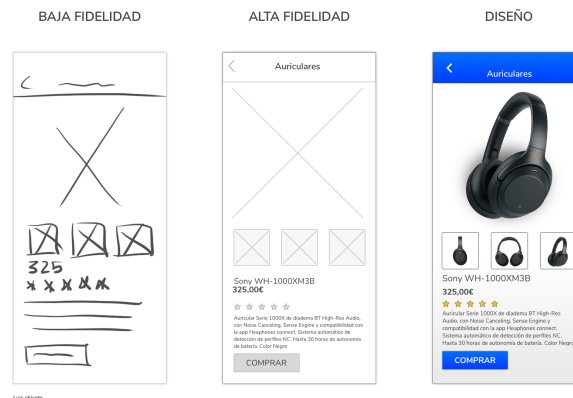 BAJA FIDELIDAD
ALTA FIDELIDAD
DISEÑO
325
Auriculares
Sony WH-1000XM3B
325,00€
Auricular Serie 1000X de diadema BT High-Res Audio,
con Noise Canceling, Sense Engine y compatibilidad con
la app Heaphones connect. Sistema automático de
detección de perfiles NC. Hasta 30 horas de autonomía
de batería. Color Negro
COMPRAR
Auriculares
Sony WH-1000XM3B
325,00€
Auricular Serie 1000X de diadema BT High-Res
Audio, con Noise Canceling, Sense Engine y
compatibilidad con la app Heaphones connect.
Sistema automático de detección de perfiles NC.
Hasta 30 horas de autonomía de batería. Color Negro
COMPRAR